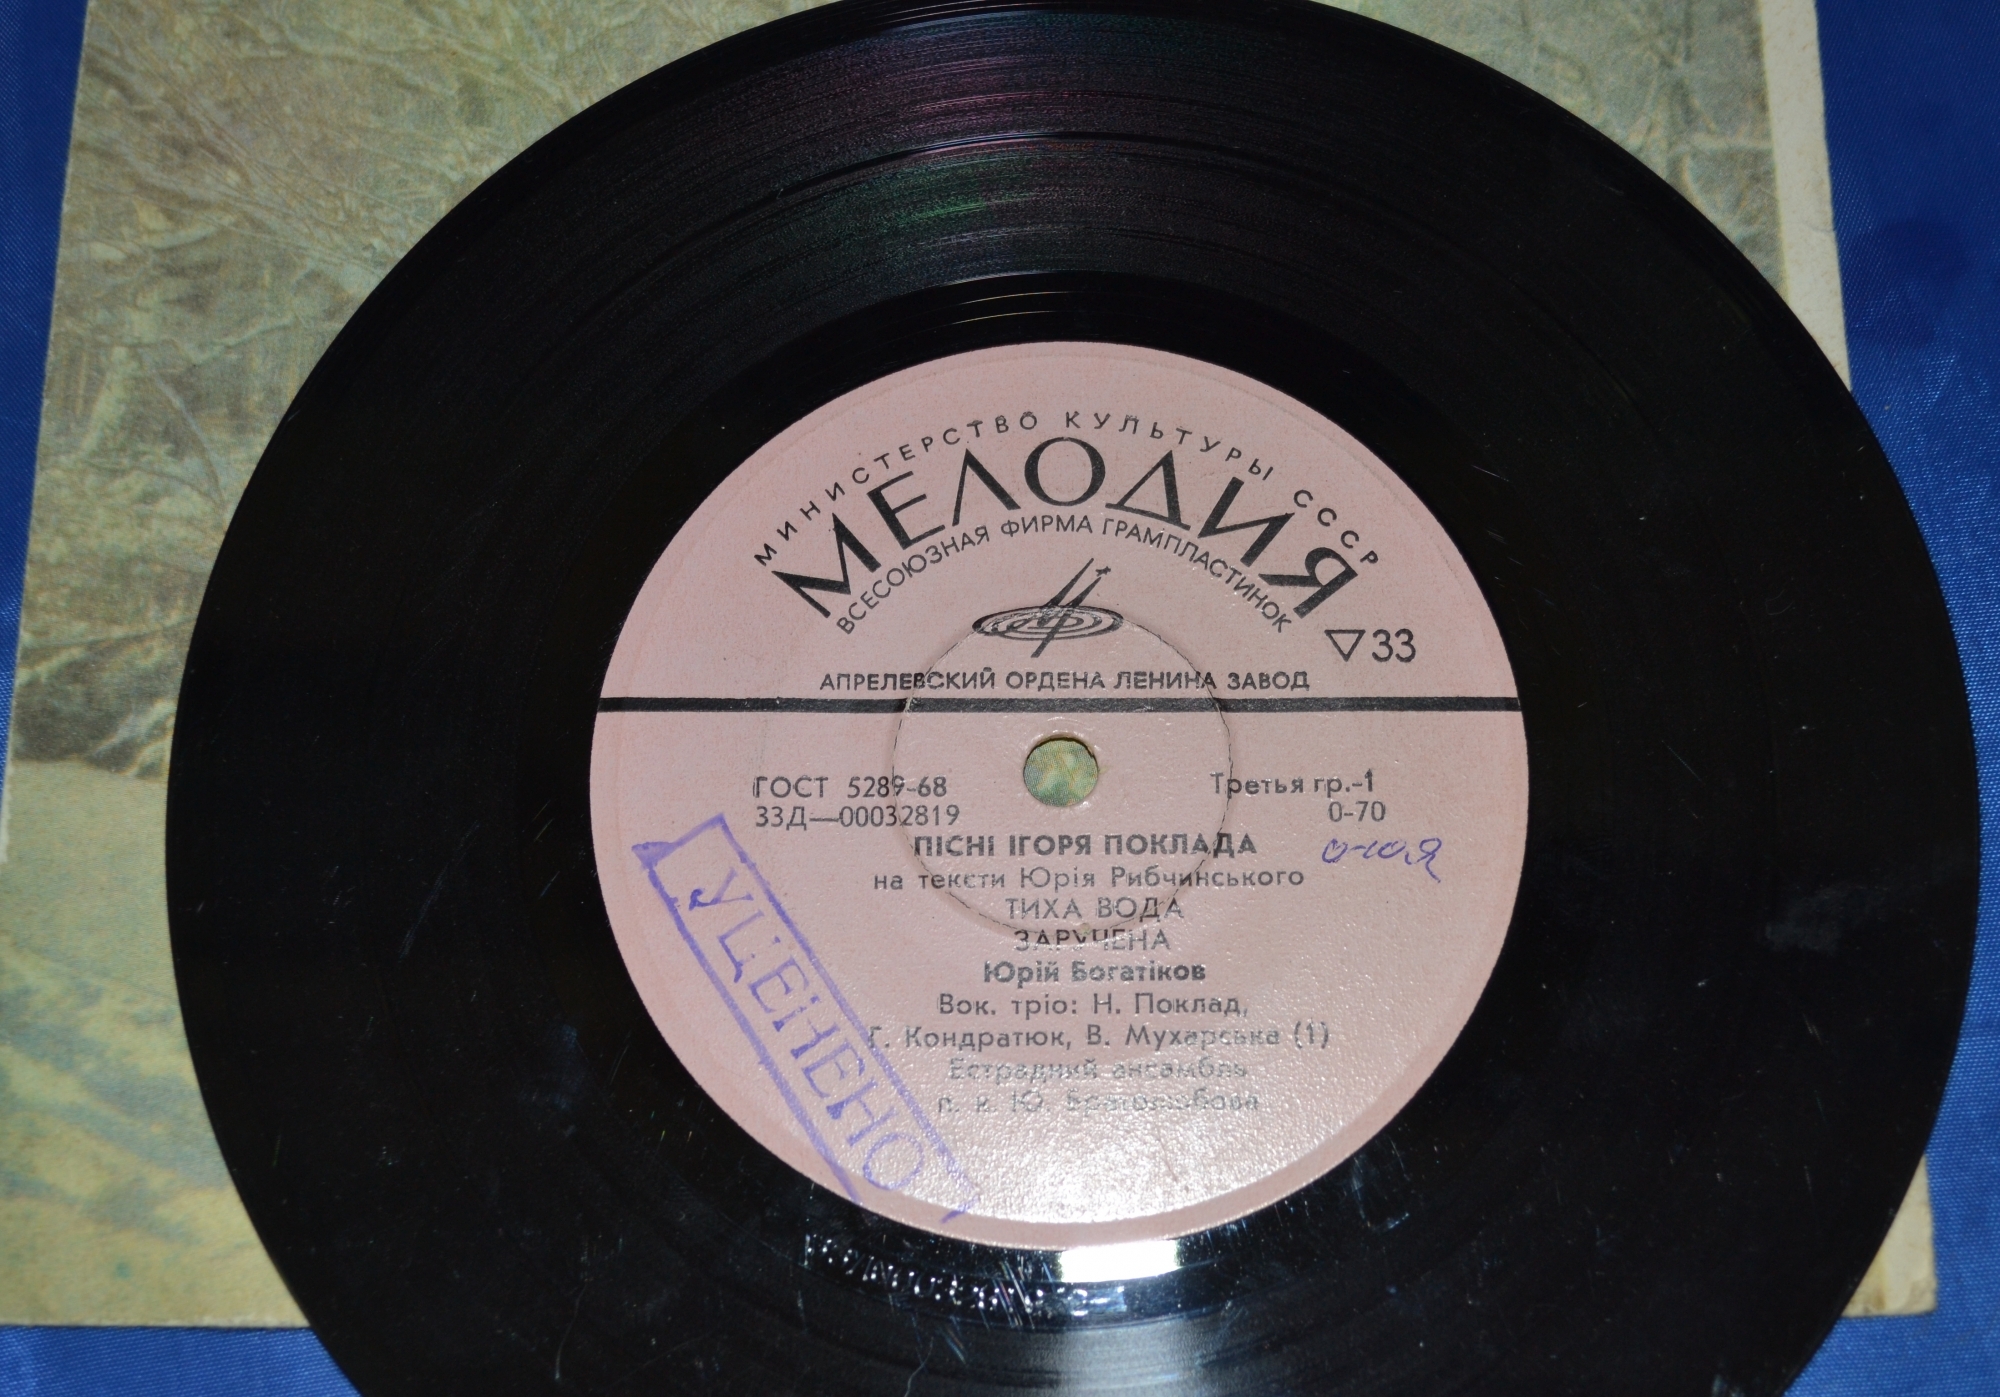 МИНИСТЕРСТВО КУЛЬТУРЫ СССР
МЕЛОДИЯ
ВСЕСОЮЗНАЯ ФИРМА ГРАМПЛАСТИНОК
▽33
АПРЕЛЕВСКИЙ ОРДЕНА ЛЕНИНА ЗАВОД
ГОСТ 5289-68 Третья гр.-1
33Д—00032819 0-70
ПІСНІ ІГОРЯ ПОКЛАДА
на тексти Юрія Рибчинського
ТИХА ВОДА
ЗАРУЧЕНА
Юрій Богатіков
Вок. тріо: Н. Поклад,
Г. Кондратюк, В. Мухарська (1)
Естрадний ансамбль
п. к. Ю. Братолюбова
УЦЕНЕНО